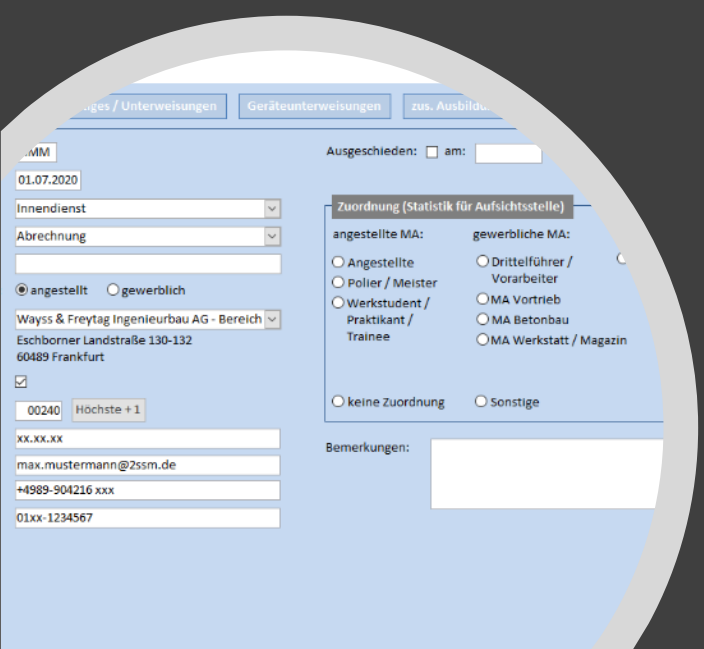 / Unterweisungen Geräteunterweisungen zus.
MM
Ausgeschieden: am:
01.07.2020
Innendienst
Abrechnung
angestellt gewerblich
Wayss & Freytag Ingenieurbau AG - Bereich
Eschborner Landstraße 130-132
60489 Frankfurt
00240 Höchste + 1
xx.xx.xx
max.mustermann@2ssm.de
+4989-904216 xxx
01xx-1234567
Zuordnung (Statistik für Aufsichtsstelle)
angestellte MA:
Angestellte
Polier / Meister
Werkstudent /
Praktikant /
Trainee
gewerbliche MA:
Drittelführer /
Vorarbeiter
MA Vortrieb
MA Betonbau
MA Werkstatt / Magazin
keine Zuordnung Sonstige
Bemerkungen: